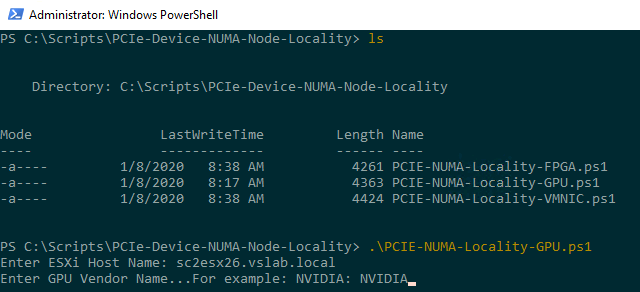 Administrator: Windows PowerShell
PS C:\Scripts\PCIe-Device-NUMA-Node-Locality> ls
Directory: C:\Scripts\PCIe-Device-NUMA-Node-Locality
Mode LastWriteTime Length Name
---- ------------- ------ ----
-a---- 1/8/2020 8:38 AM 4261 PCIE-NUMA-Locality-FPGA.ps1
-a---- 1/8/2020 8:17 AM 4363 PCIE-NUMA-Locality-GPU.ps1
-a---- 1/8/2020 8:38 AM 4424 PCIE-NUMA-Locality-VMNIC.ps1
PS C:\Scripts\PCIe-Device-NUMA-Node-Locality> .\PCIE-NUMA-Locality-GPU.ps1
Enter ESXi Host Name: sc2esx26.vslab.local
Enter GPU Vendor Name...For example: NVIDIA: NVIDIA